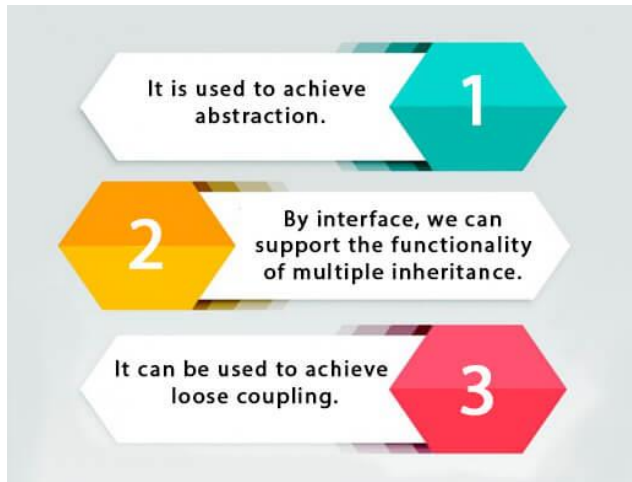 It is used to achieve
abstraction.
1
2
By interface, we can
support the functionality
of multiple inheritance.
It can be used to achieve
loose coupling.
3